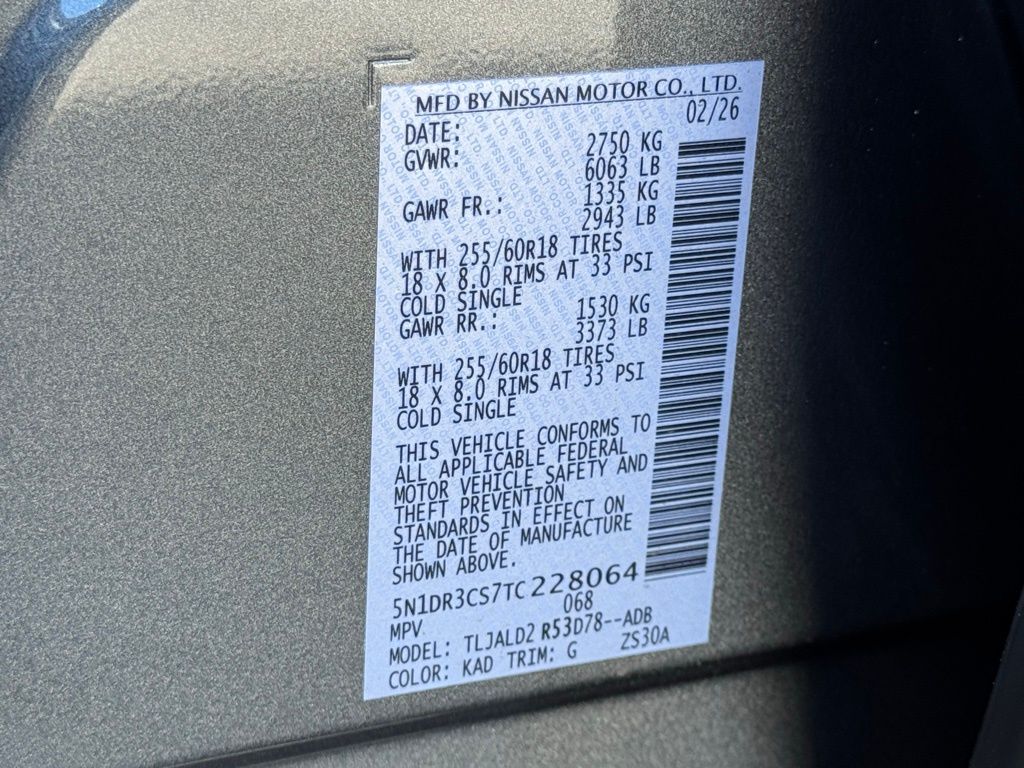 MFD BY NISSAN MOTOR CO., LTD.
DATE: 02/26
GVWR: 2750 KG
6063 LB
GAWR FR.: 1335 KG
2943 LB
WITH 255/60R18 TIRES
18 X 8.0 RIMS AT 33 PSI
COLD SINGLE
GAWR RR.: 1530 KG
3373 LB
WITH 255/60R18 TIRES
18 X 8.0 RIMS AT 33 PSI
COLD SINGLE
THIS VEHICLE CONFORMS TO
ALL APPLICABLE FEDERAL
MOTOR VEHICLE SAFETY AND
THEFT PREVENTION
STANDARDS IN EFFECT ON
THE DATE OF MANUFACTURE
SHOWN ABOVE.
5N1DR3CS7TC228064
MPV 068
MODEL: TLJALD2 R53D78--ADB
COLOR: KAD TRIM: G ZS30A